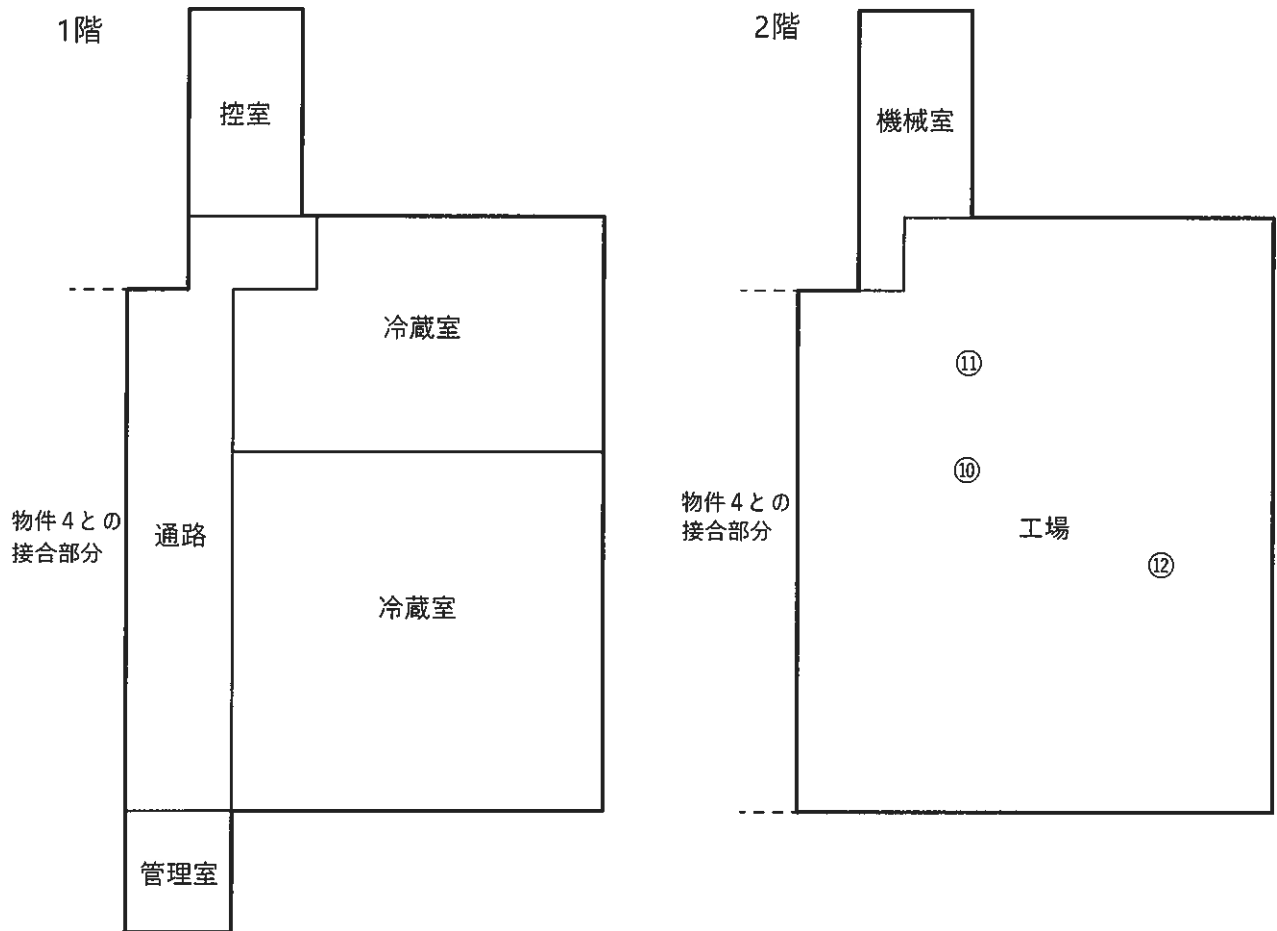 1階
控室
冷蔵室
物件4との
接合部分
通路
冷蔵室
管理室
2階
機械室
⑪
⑩
物件4との
接合部分
工場
⑫